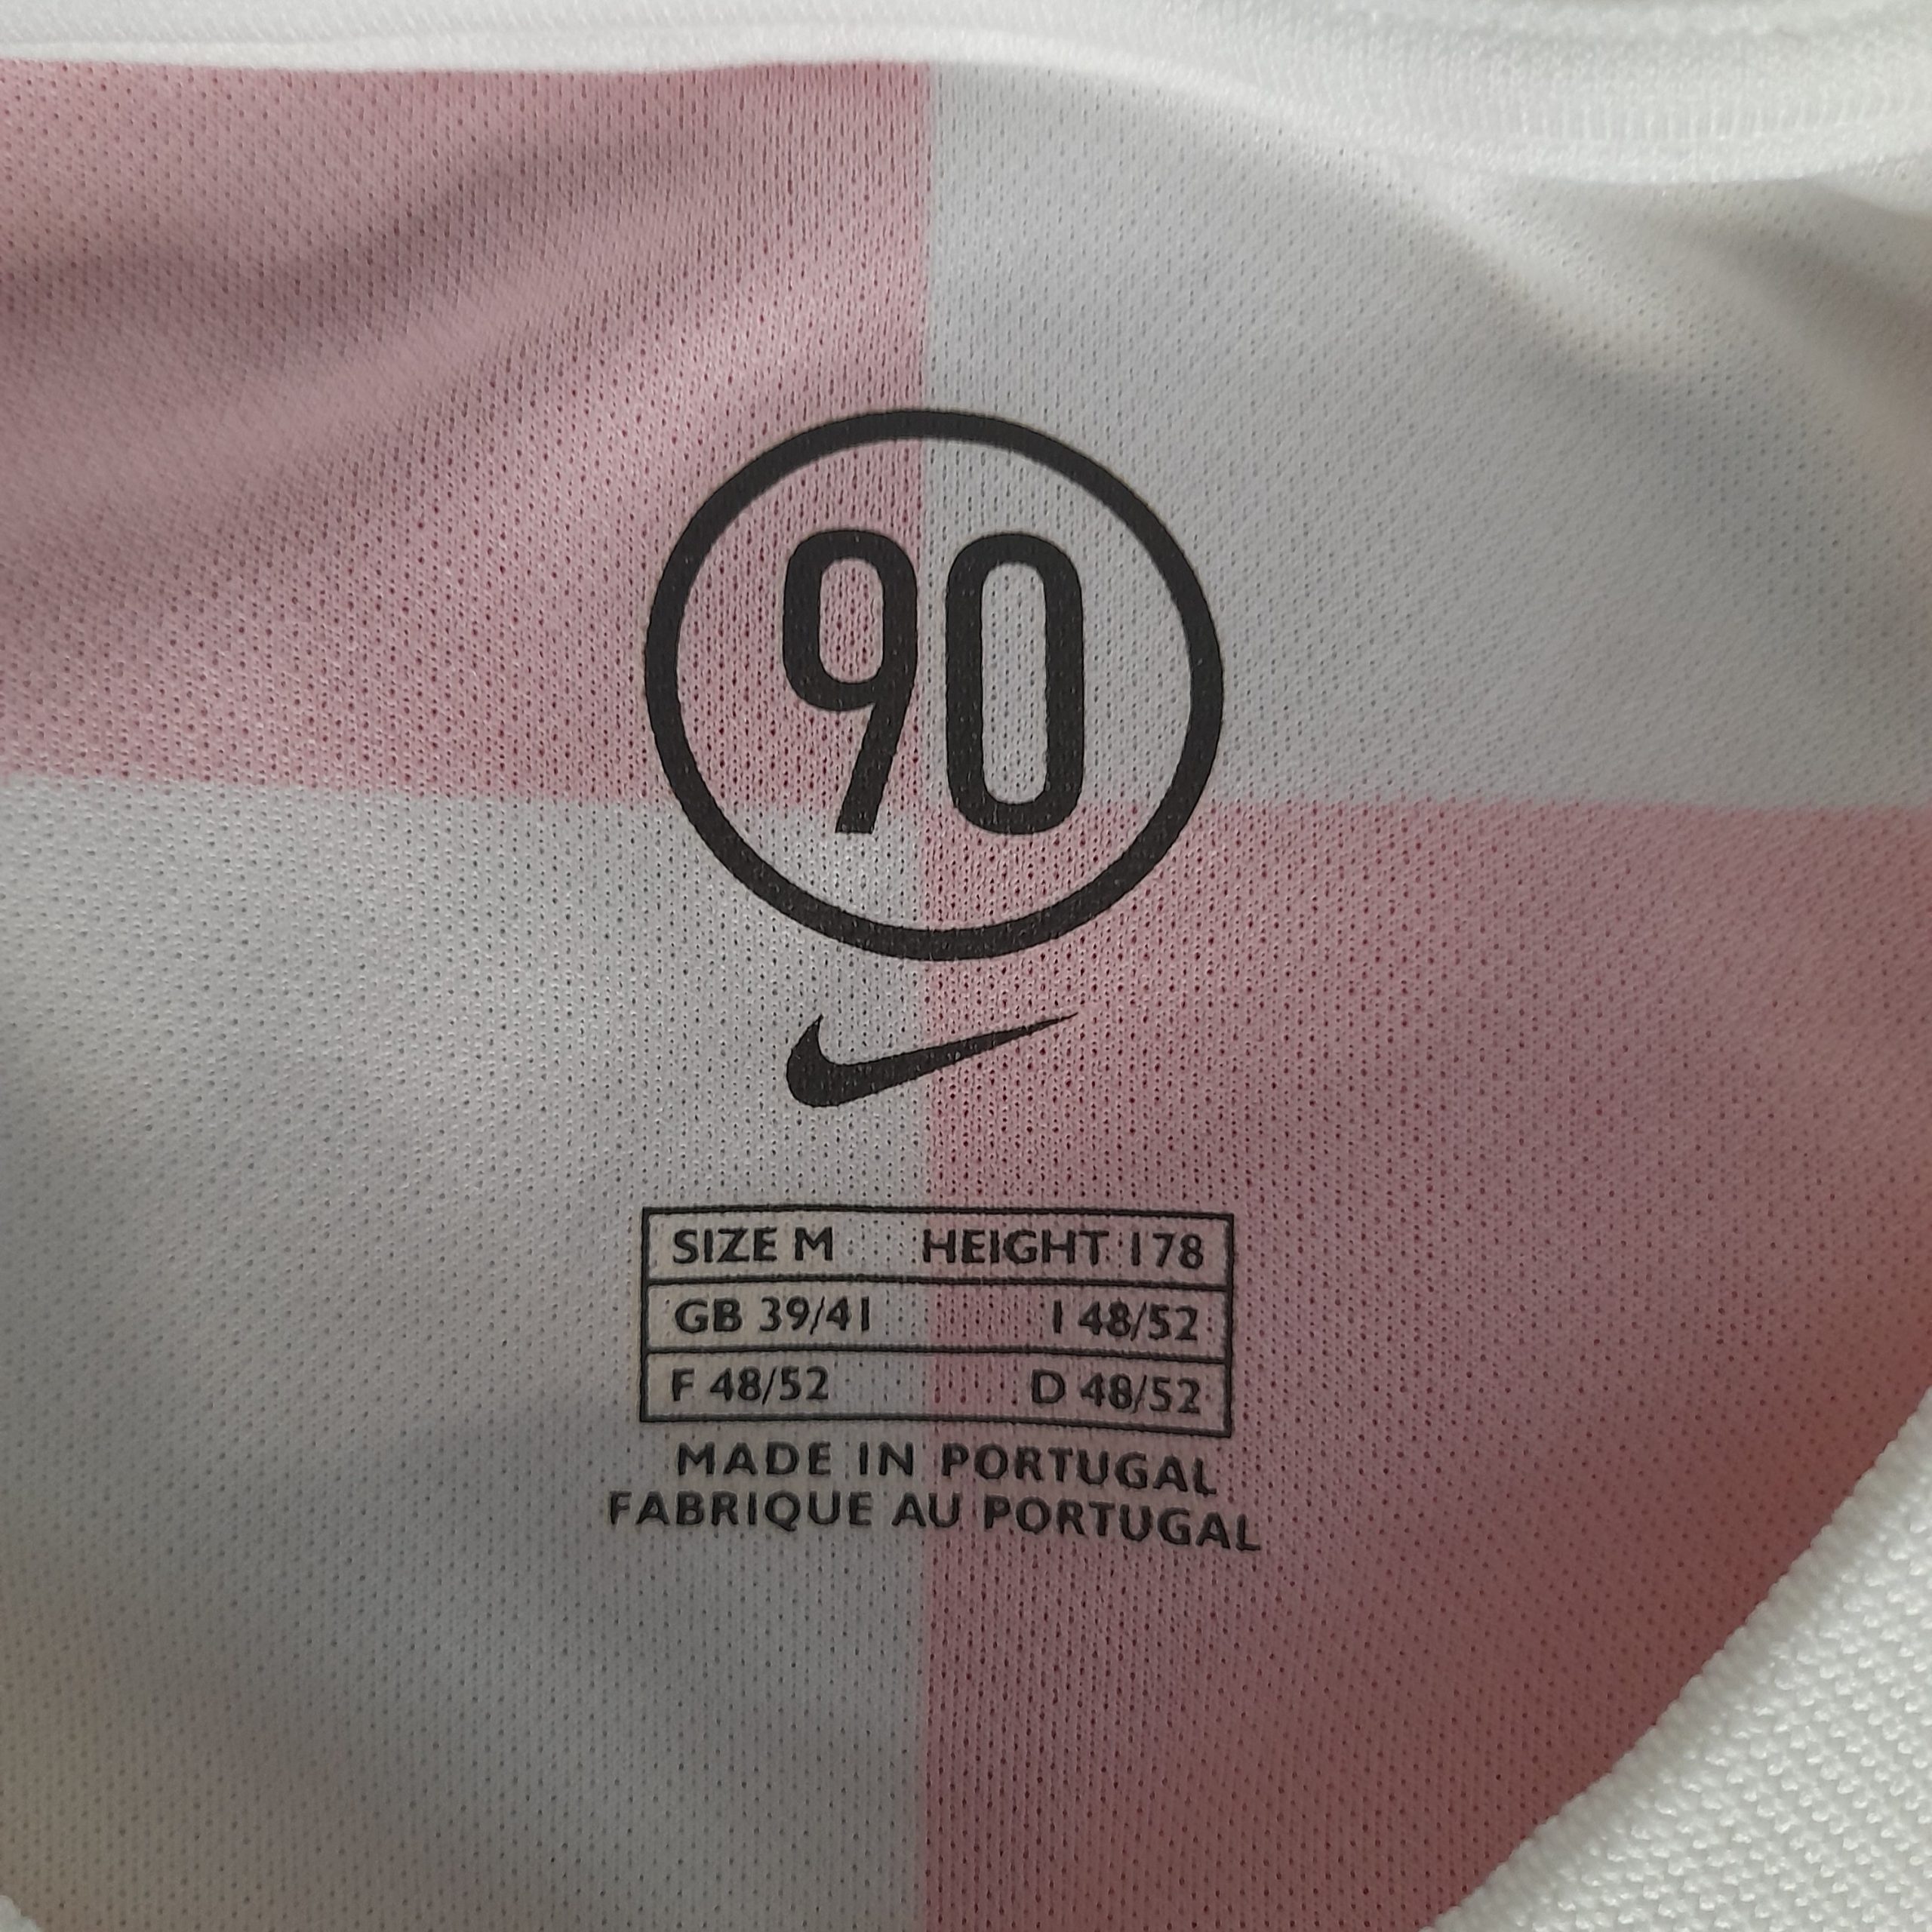 90
SIZE M HEIGHT 178
GB 39/41 I 48/52
F 48/52 D 48/52
MADE IN PORTUGAL
FABRIQUE AU PORTUGAL